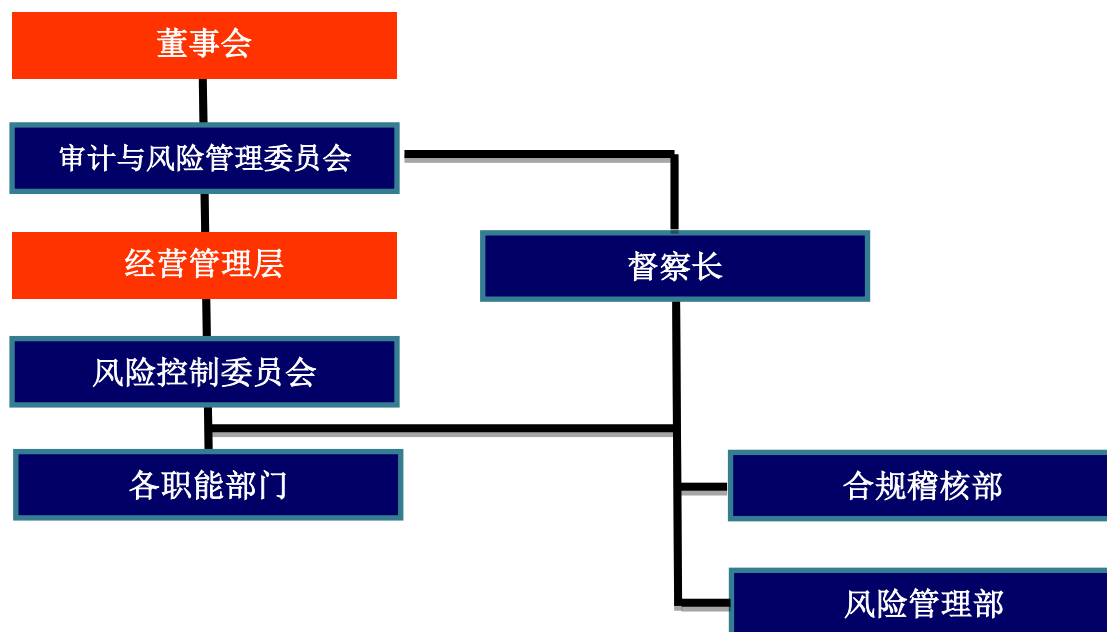 董事会
审计与风险管理委员会
经营管理层
督察长
风险控制委员会
各职能部门
合规稽核部
风险管理部